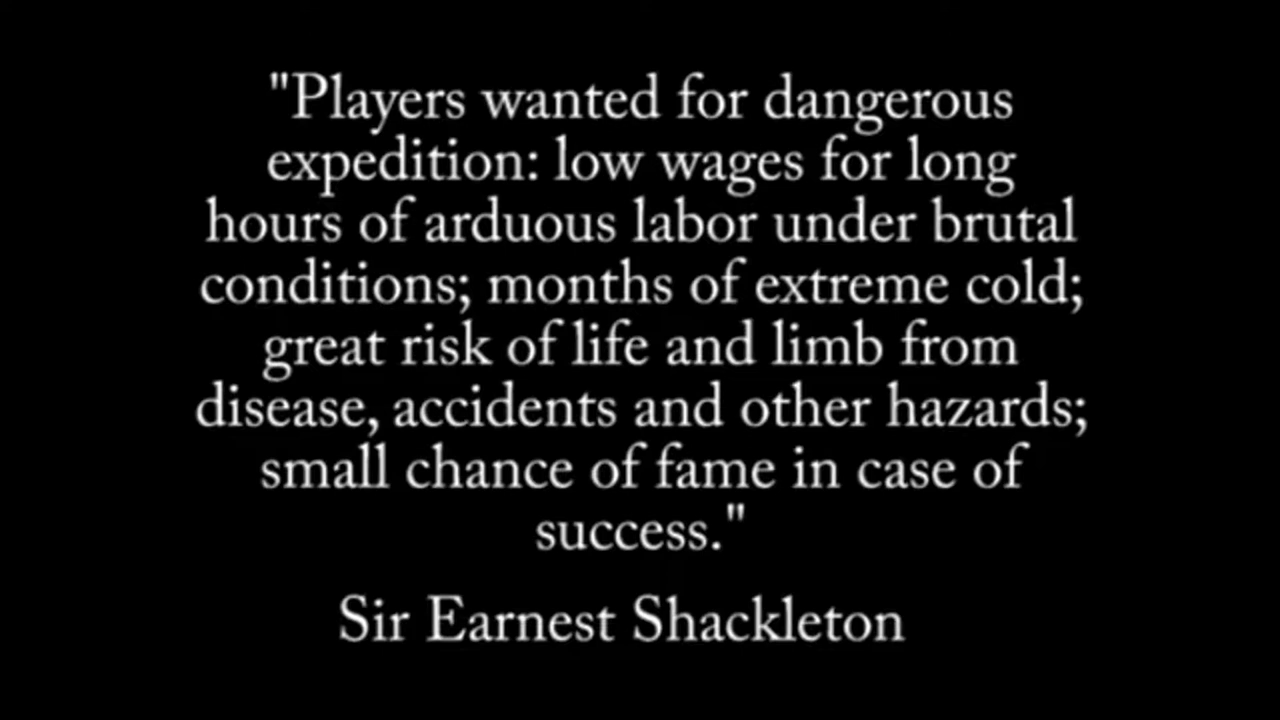 "Players wanted for dangerous
expedition: low wages for long
hours of arduous labor under brutal
conditions; months of extreme cold;
great risk of life and limb from
disease, accidents and other hazards;
small chance of fame in case of
success."
Sir Earnest Shackleton